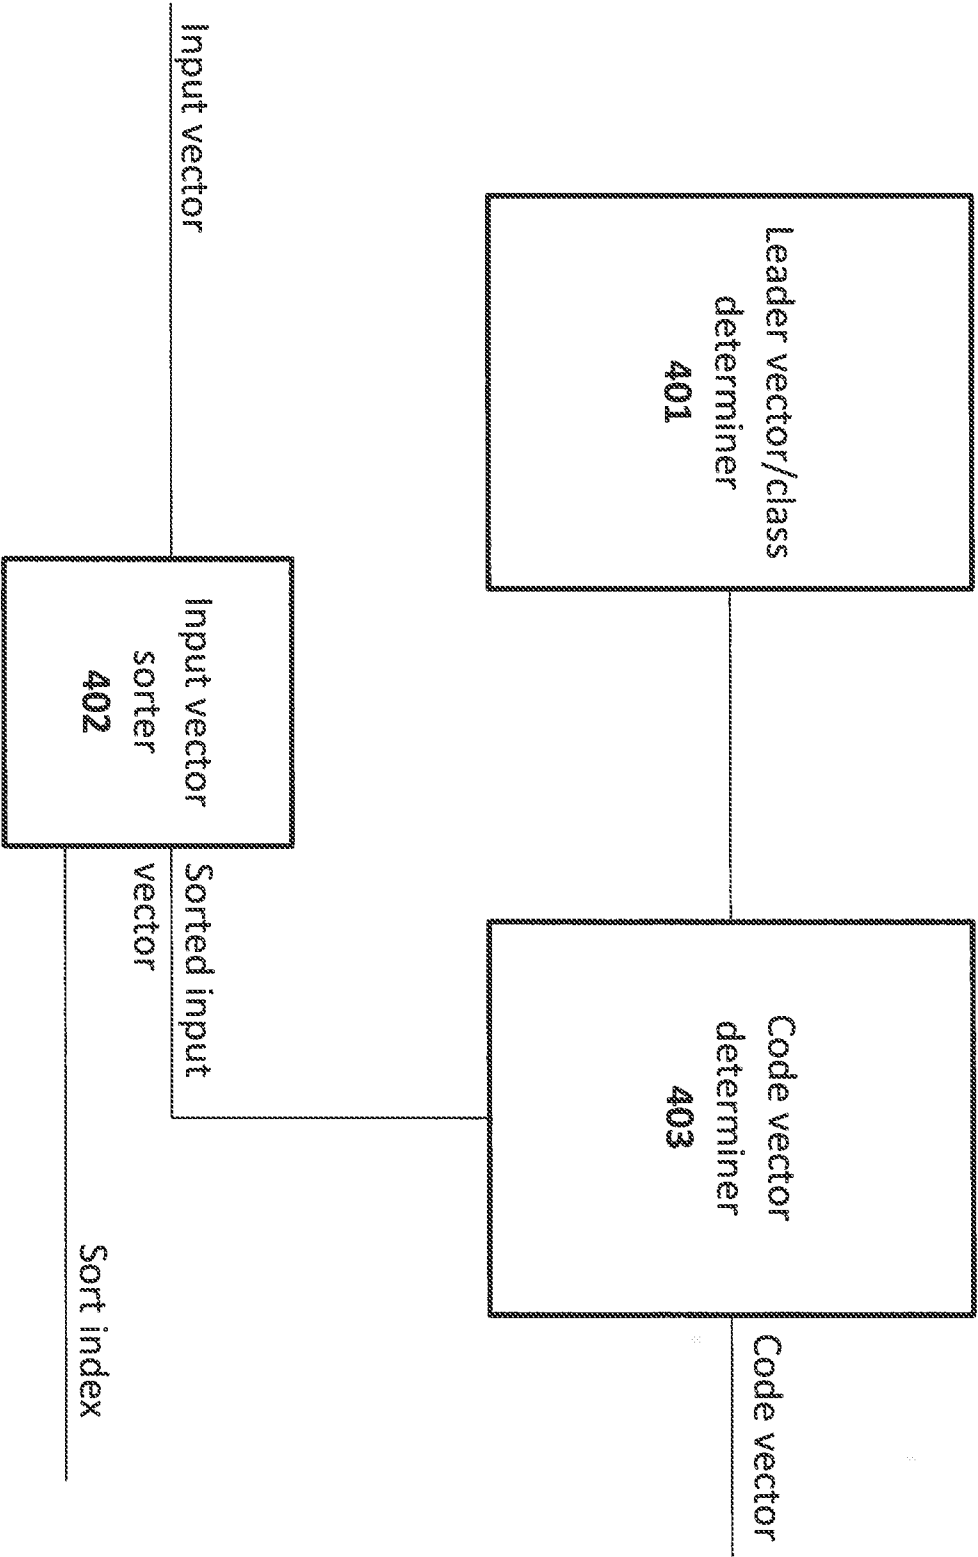 Leader vector/class
determiner
401
Code vector
determiner
403
Code vector
Input vector
Input vector
sorter
402
Sorted input
vector
Sort index